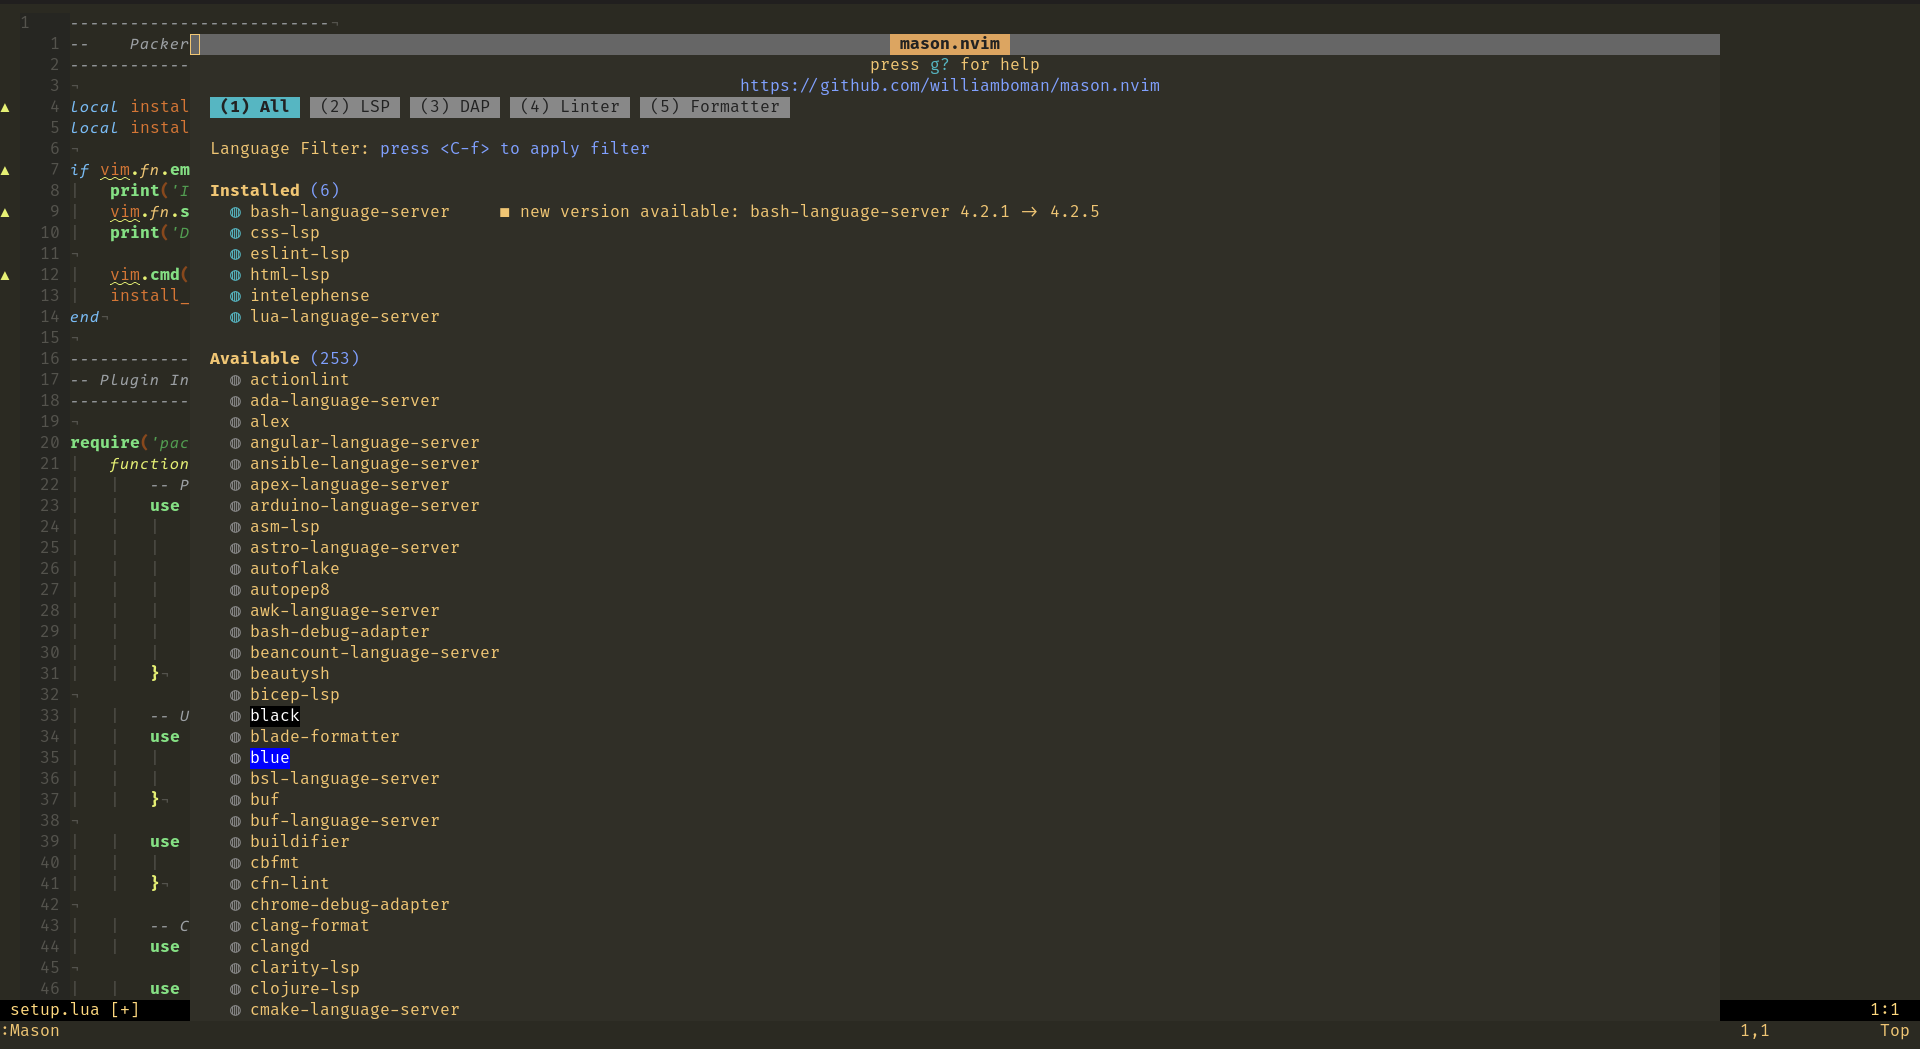 1 --------------------------¬
1 --    Packer mason.nvim
2 ------------ press g? for help
3 ¬ https://github.com/williamboman/mason.nvim
▲ 4 local instal (1) All (2) LSP (3) DAP (4) Linter (5) Formatter
5 local instal
6 ¬ Language Filter: press <C-f> to apply filter
▲ 7 if vim.fn.em
8 |   print('I Installed (6)
▲ 9 |   vim.fn.s ◍ bash-language-server ■ new version available: bash-language-server 4.2.1 → 4.2.5
10 |   print('D ◍ css-lsp
11 ¬ ◍ eslint-lsp
▲ 12 |   vim.cmd( ◍ html-lsp
13 |   install_ ◍ intelephense
14 end¬ ◍ lua-language-server
15 ¬
16 ------------ Available (253)
17 -- Plugin In ◍ actionlint
18 ------------ ◍ ada-language-server
19 ¬ ◍ alex
20 require('pac ◍ angular-language-server
21 |   function ◍ ansible-language-server
22 |   |   -- P ◍ apex-language-server
23 |   |   use ◍ arduino-language-server
24 |   |   | ◍ asm-lsp
25 |   |   | ◍ astro-language-server
26 |   |   | ◍ autoflake
27 |   |   | ◍ autopep8
28 |   |   | ◍ awk-language-server
29 |   |   | ◍ bash-debug-adapter
30 |   |   | ◍ beancount-language-server
31 |   |   }¬ ◍ beautysh
32 ¬ ◍ bicep-lsp
33 |   |   -- U ◍ black
34 |   |   use ◍ blade-formatter
35 |   |   | ◍ blue
36 |   |   | ◍ bsl-language-server
37 |   |   }¬ ◍ buf
38 ¬ ◍ buf-language-server
39 |   |   use ◍ buildifier
40 |   |   | ◍ cbfmt
41 |   |   }¬ ◍ cfn-lint
42 ¬ ◍ chrome-debug-adapter
43 |   |   -- C ◍ clang-format
44 |   |   use ◍ clangd
45 ¬ ◍ clarity-lsp
46 |   |   use ◍ clojure-lsp
setup.lua [+] ◍ cmake-language-server 1:1
:Mason 1,1 Top